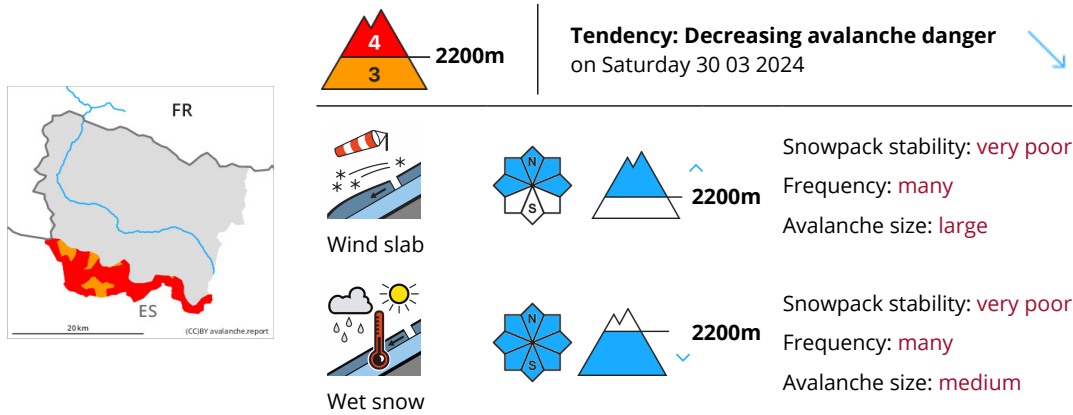 4
3
2200m
Tendency: Decreasing avalanche danger
on Saturday 30 03 2024
FR
ES
20 km
(CC)BY avalanche.report
Wind slab
N
S
2200m
Snowpack stability: very poor
Frequency: many
Avalanche size: large
Wet snow
N
S
2200m
Snowpack stability: very poor
Frequency: many
Avalanche size: medium